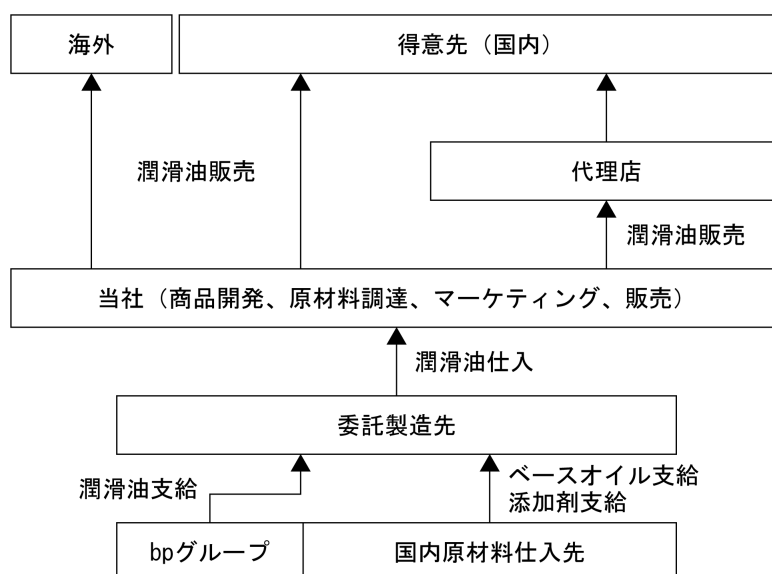 海外
得意先（国内）
潤滑油販売
代理店
潤滑油販売
当社（商品開発、原材料調達、マーケティング、販売）
潤滑油仕入
委託製造先
潤滑油支給
ベースオイル支給
添加剤支給
bpグループ
国内原材料仕入先